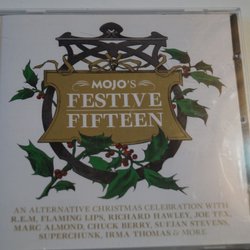 MOJO'S
FESTIVE
FIFTEEN
AN ALTERNATIVE CHRISTMAS CELEBRATION WITH
R.E.M. FLAMING LIPS, RICHARD HAWLEY, JOE TEX,
MARC ALMOND, CHUCK BERRY, SUFJAN STEVENS,
SUPERCHUNK, IRMA THOMAS & MORE